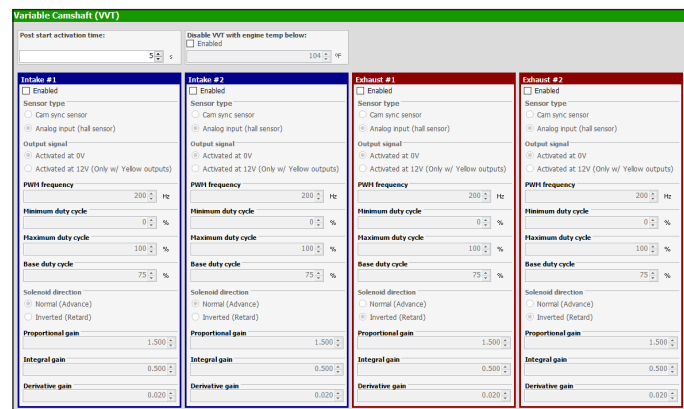 Variable Camshaft (VVT)
Post start activation time:
5 s
Disable VVT with engine temp below:
Enabled
104 °F
Intake #1
Enabled
Sensor type
Cam sync sensor
Analog input (hall sensor)
Output signal
Activated at 0V
Activated at 12V (Only w/ Yellow outputs)
PWM frequency
200 Hz
Minimum duty cycle
0 %
Maximum duty cycle
100 %
Base duty cycle
75 %
Solenoid direction
Normal (Advance)
Inverted (Retard)
Proportional gain
1.500
Integral gain
0.500
Derivative gain
0.020
Intake #2
Enabled
Sensor type
Cam sync sensor
Analog input (hall sensor)
Output signal
Activated at 0V
Activated at 12V (Only w/ Yellow outputs)
PWM frequency
200 Hz
Minimum duty cycle
0 %
Maximum duty cycle
100 %
Base duty cycle
75 %
Solenoid direction
Normal (Advance)
Inverted (Retard)
Proportional gain
1.500
Integral gain
0.500
Derivative gain
0.020
Exhaust #1
Enabled
Sensor type
Cam sync sensor
Analog input (hall sensor)
Output signal
Activated at 0V
Activated at 12V (Only w/ Yellow outputs)
PWM frequency
200 Hz
Minimum duty cycle
0 %
Maximum duty cycle
100 %
Base duty cycle
75 %
Solenoid direction
Normal (Advance)
Inverted (Retard)
Proportional gain
1.500
Integral gain
0.500
Derivative gain
0.020
Exhaust #2
Enabled
Sensor type
Cam sync sensor
Analog input (hall sensor)
Output signal
Activated at 0V
Activated at 12V (Only w/ Yellow outputs)
PWM frequency
200 Hz
Minimum duty cycle
0 %
Maximum duty cycle
100 %
Base duty cycle
75 %
Solenoid direction
Normal (Advance)
Inverted (Retard)
Proportional gain
1.500
Integral gain
0.500
Derivative gain
0.020